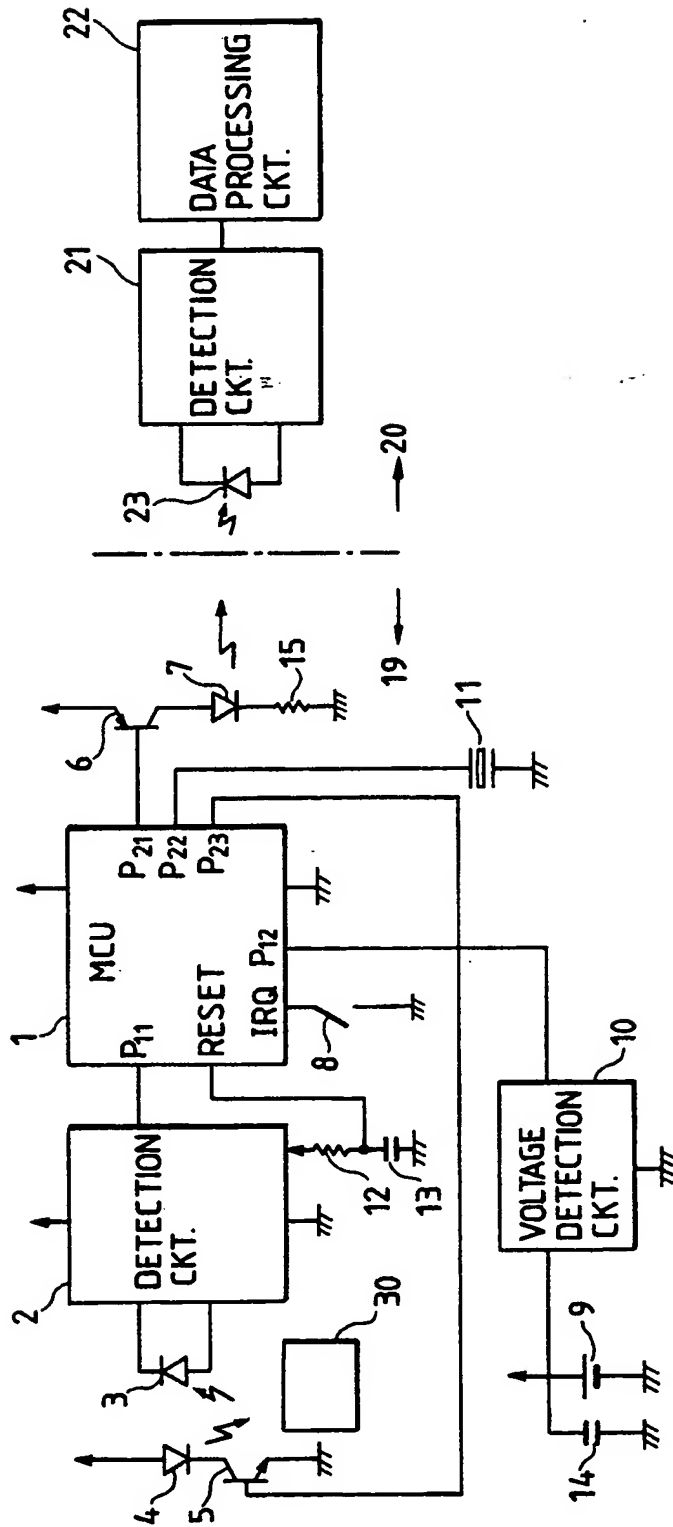 1
2
MCU
P11
P21
P22
P23
RESET
IRQ
P12
DETECTION
CKT.
3
4
5
6
7
8
12
13
15
11
30
19
20
23
21
DETECTION
CKT.
22
DATA
PROCESSING
CKT.
10
VOLTAGE
DETECTION
CKT.
9
14